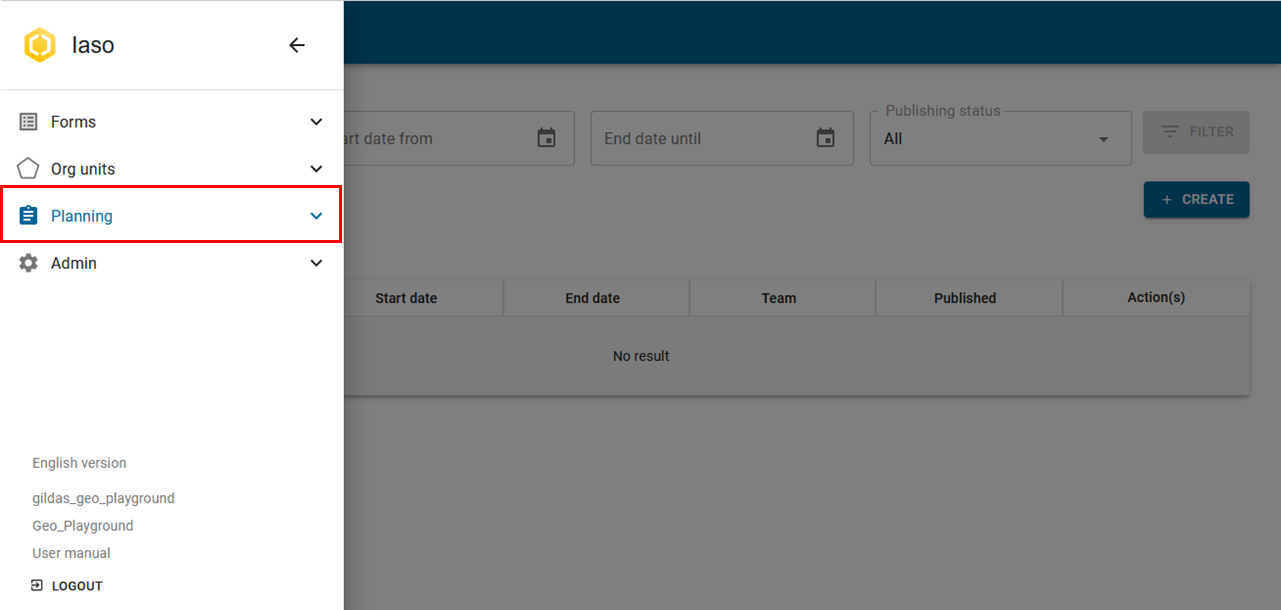 Iaso
Forms
Org units
Planning
Admin
English version
gildas_geo_playground
Geo_Playground
User manual
LOGOUT
art date from
End date until
Publishing status
All
FILTER
+ CREATE
Start date End date Team Published Action(s)
No result